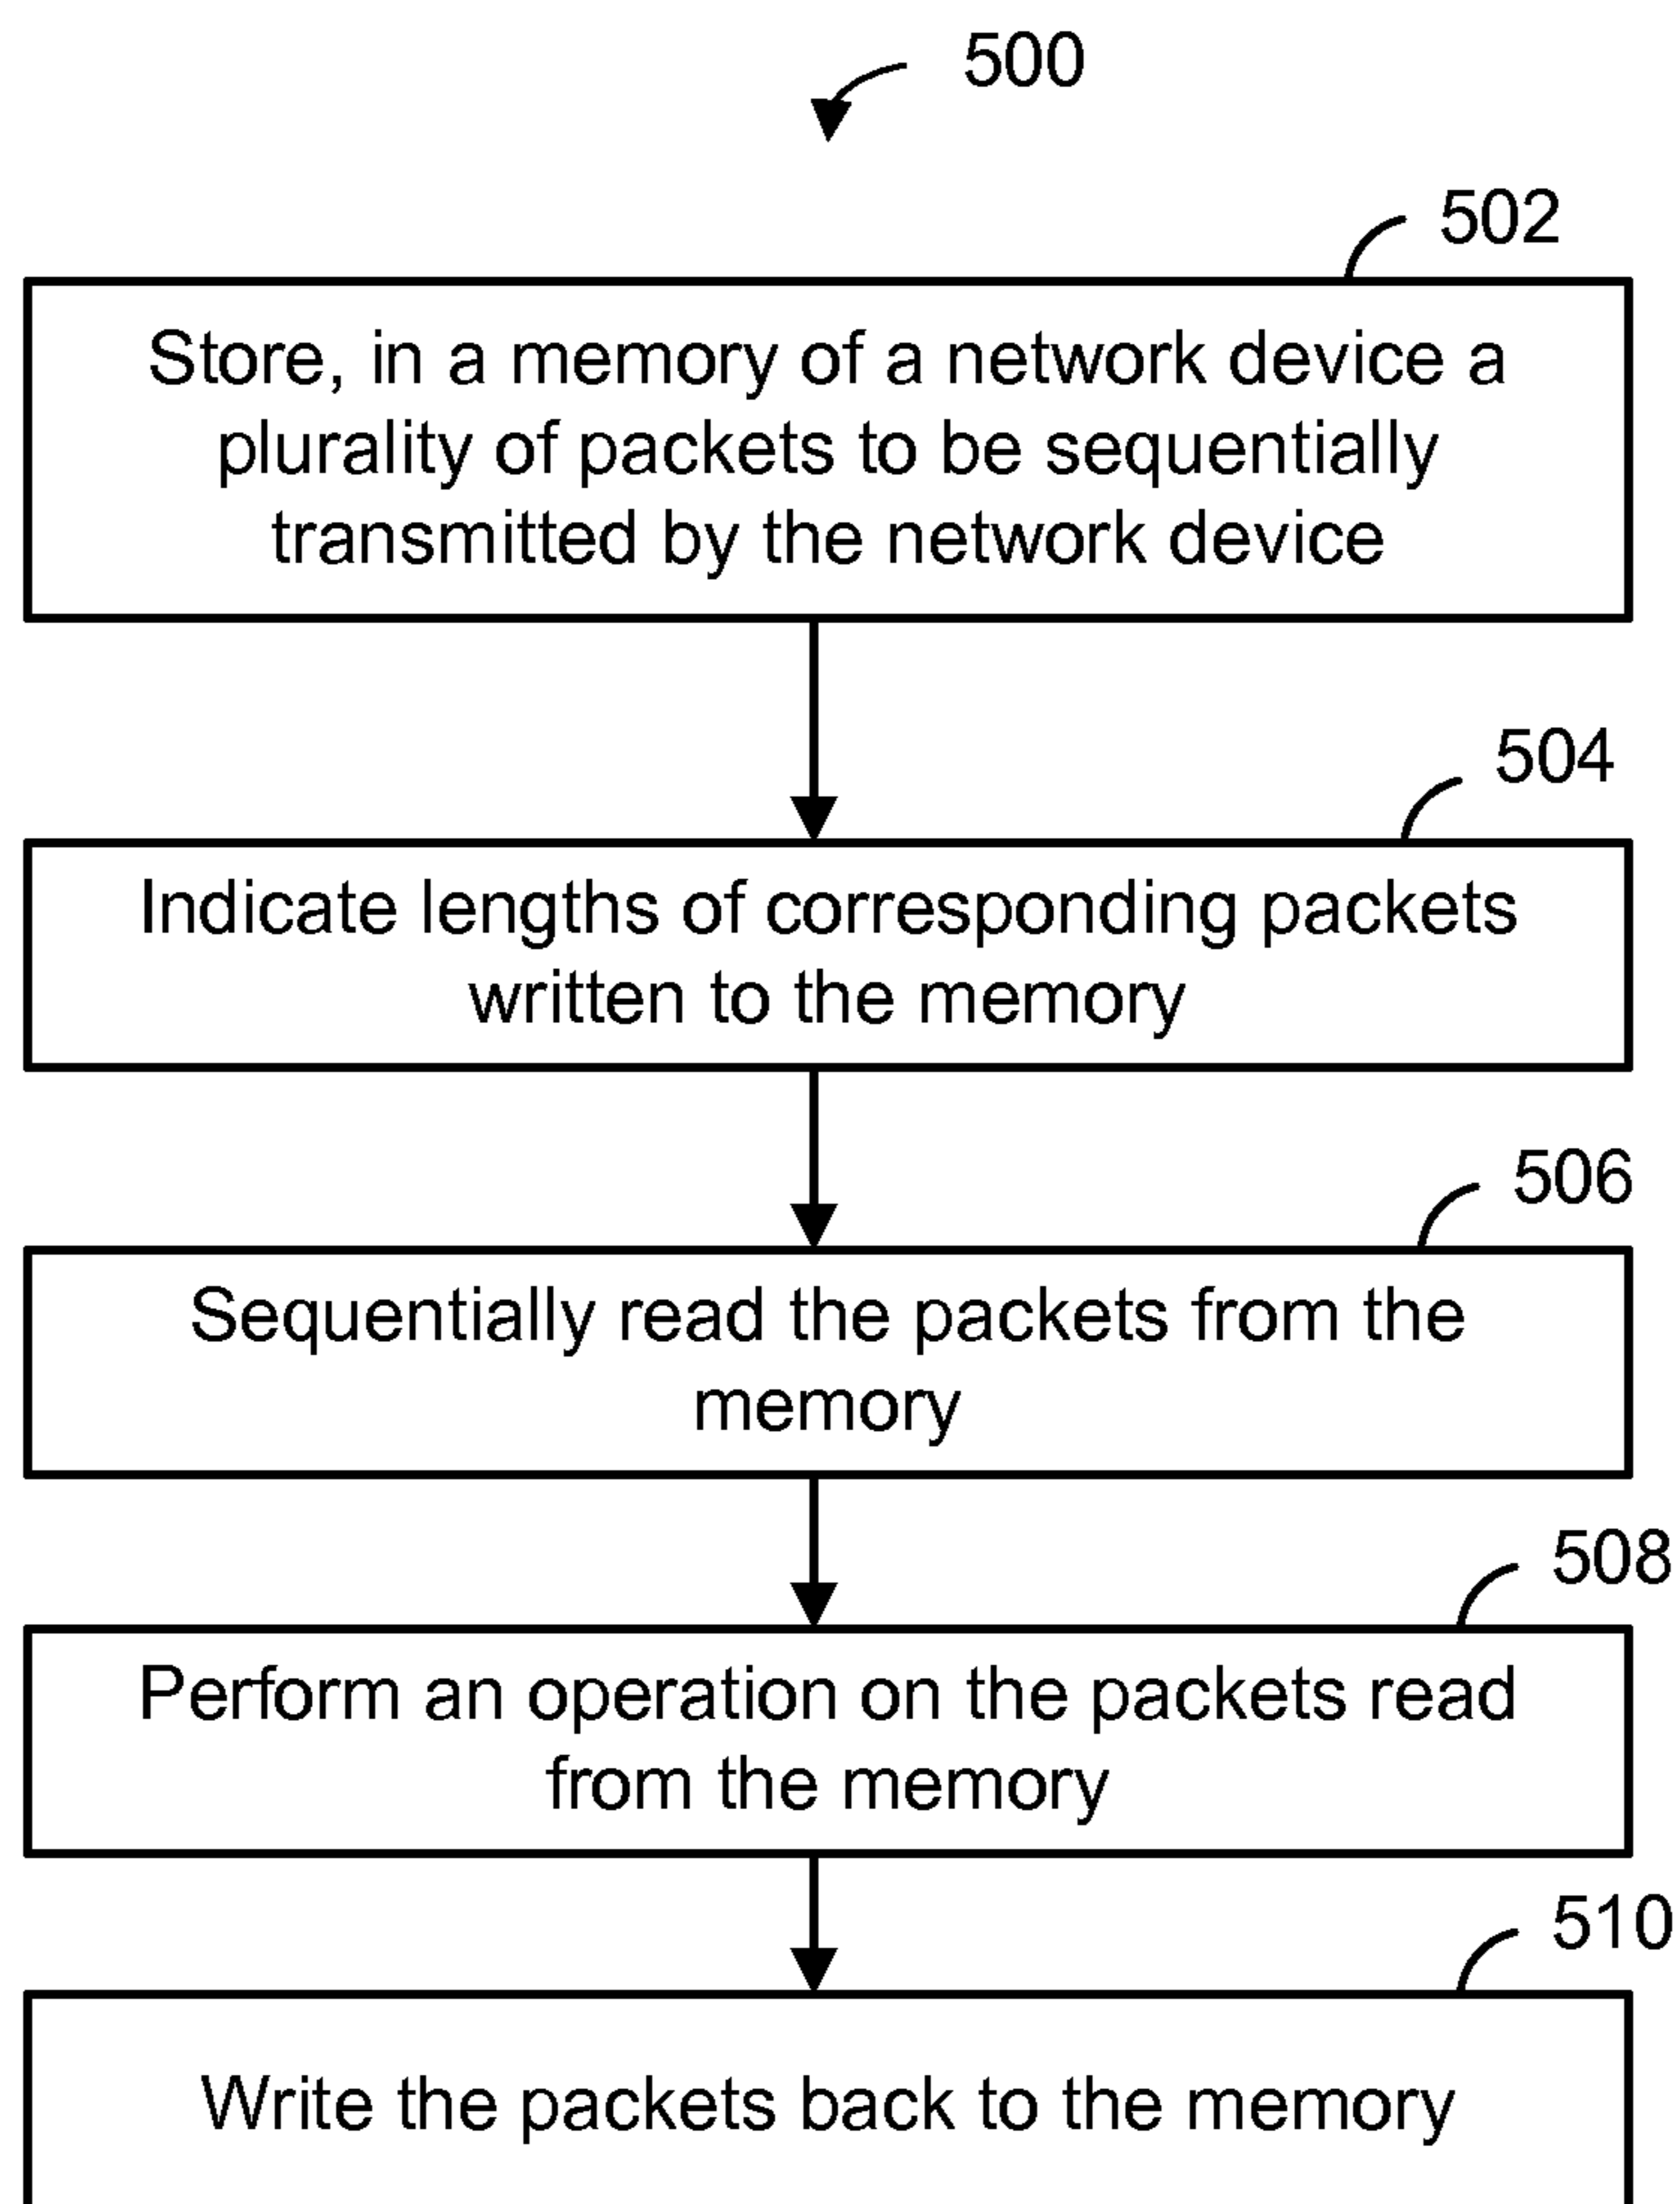 500
502
Store, in a memory of a network device a
plurality of packets to be sequentially
transmitted by the network device
504
Indicate lengths of corresponding packets
written to the memory
506
Sequentially read the packets from the
memory
508
Perform an operation on the packets read
from the memory
510
Write the packets back to the memory